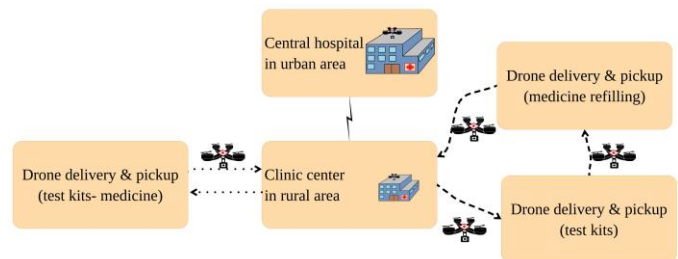 Central hospital
in urban area
Drone delivery & pickup
(medicine refilling)
Drone delivery & pickup
(test kits- medicine)
Clinic center
in rural area
Drone delivery & pickup
(test kits)